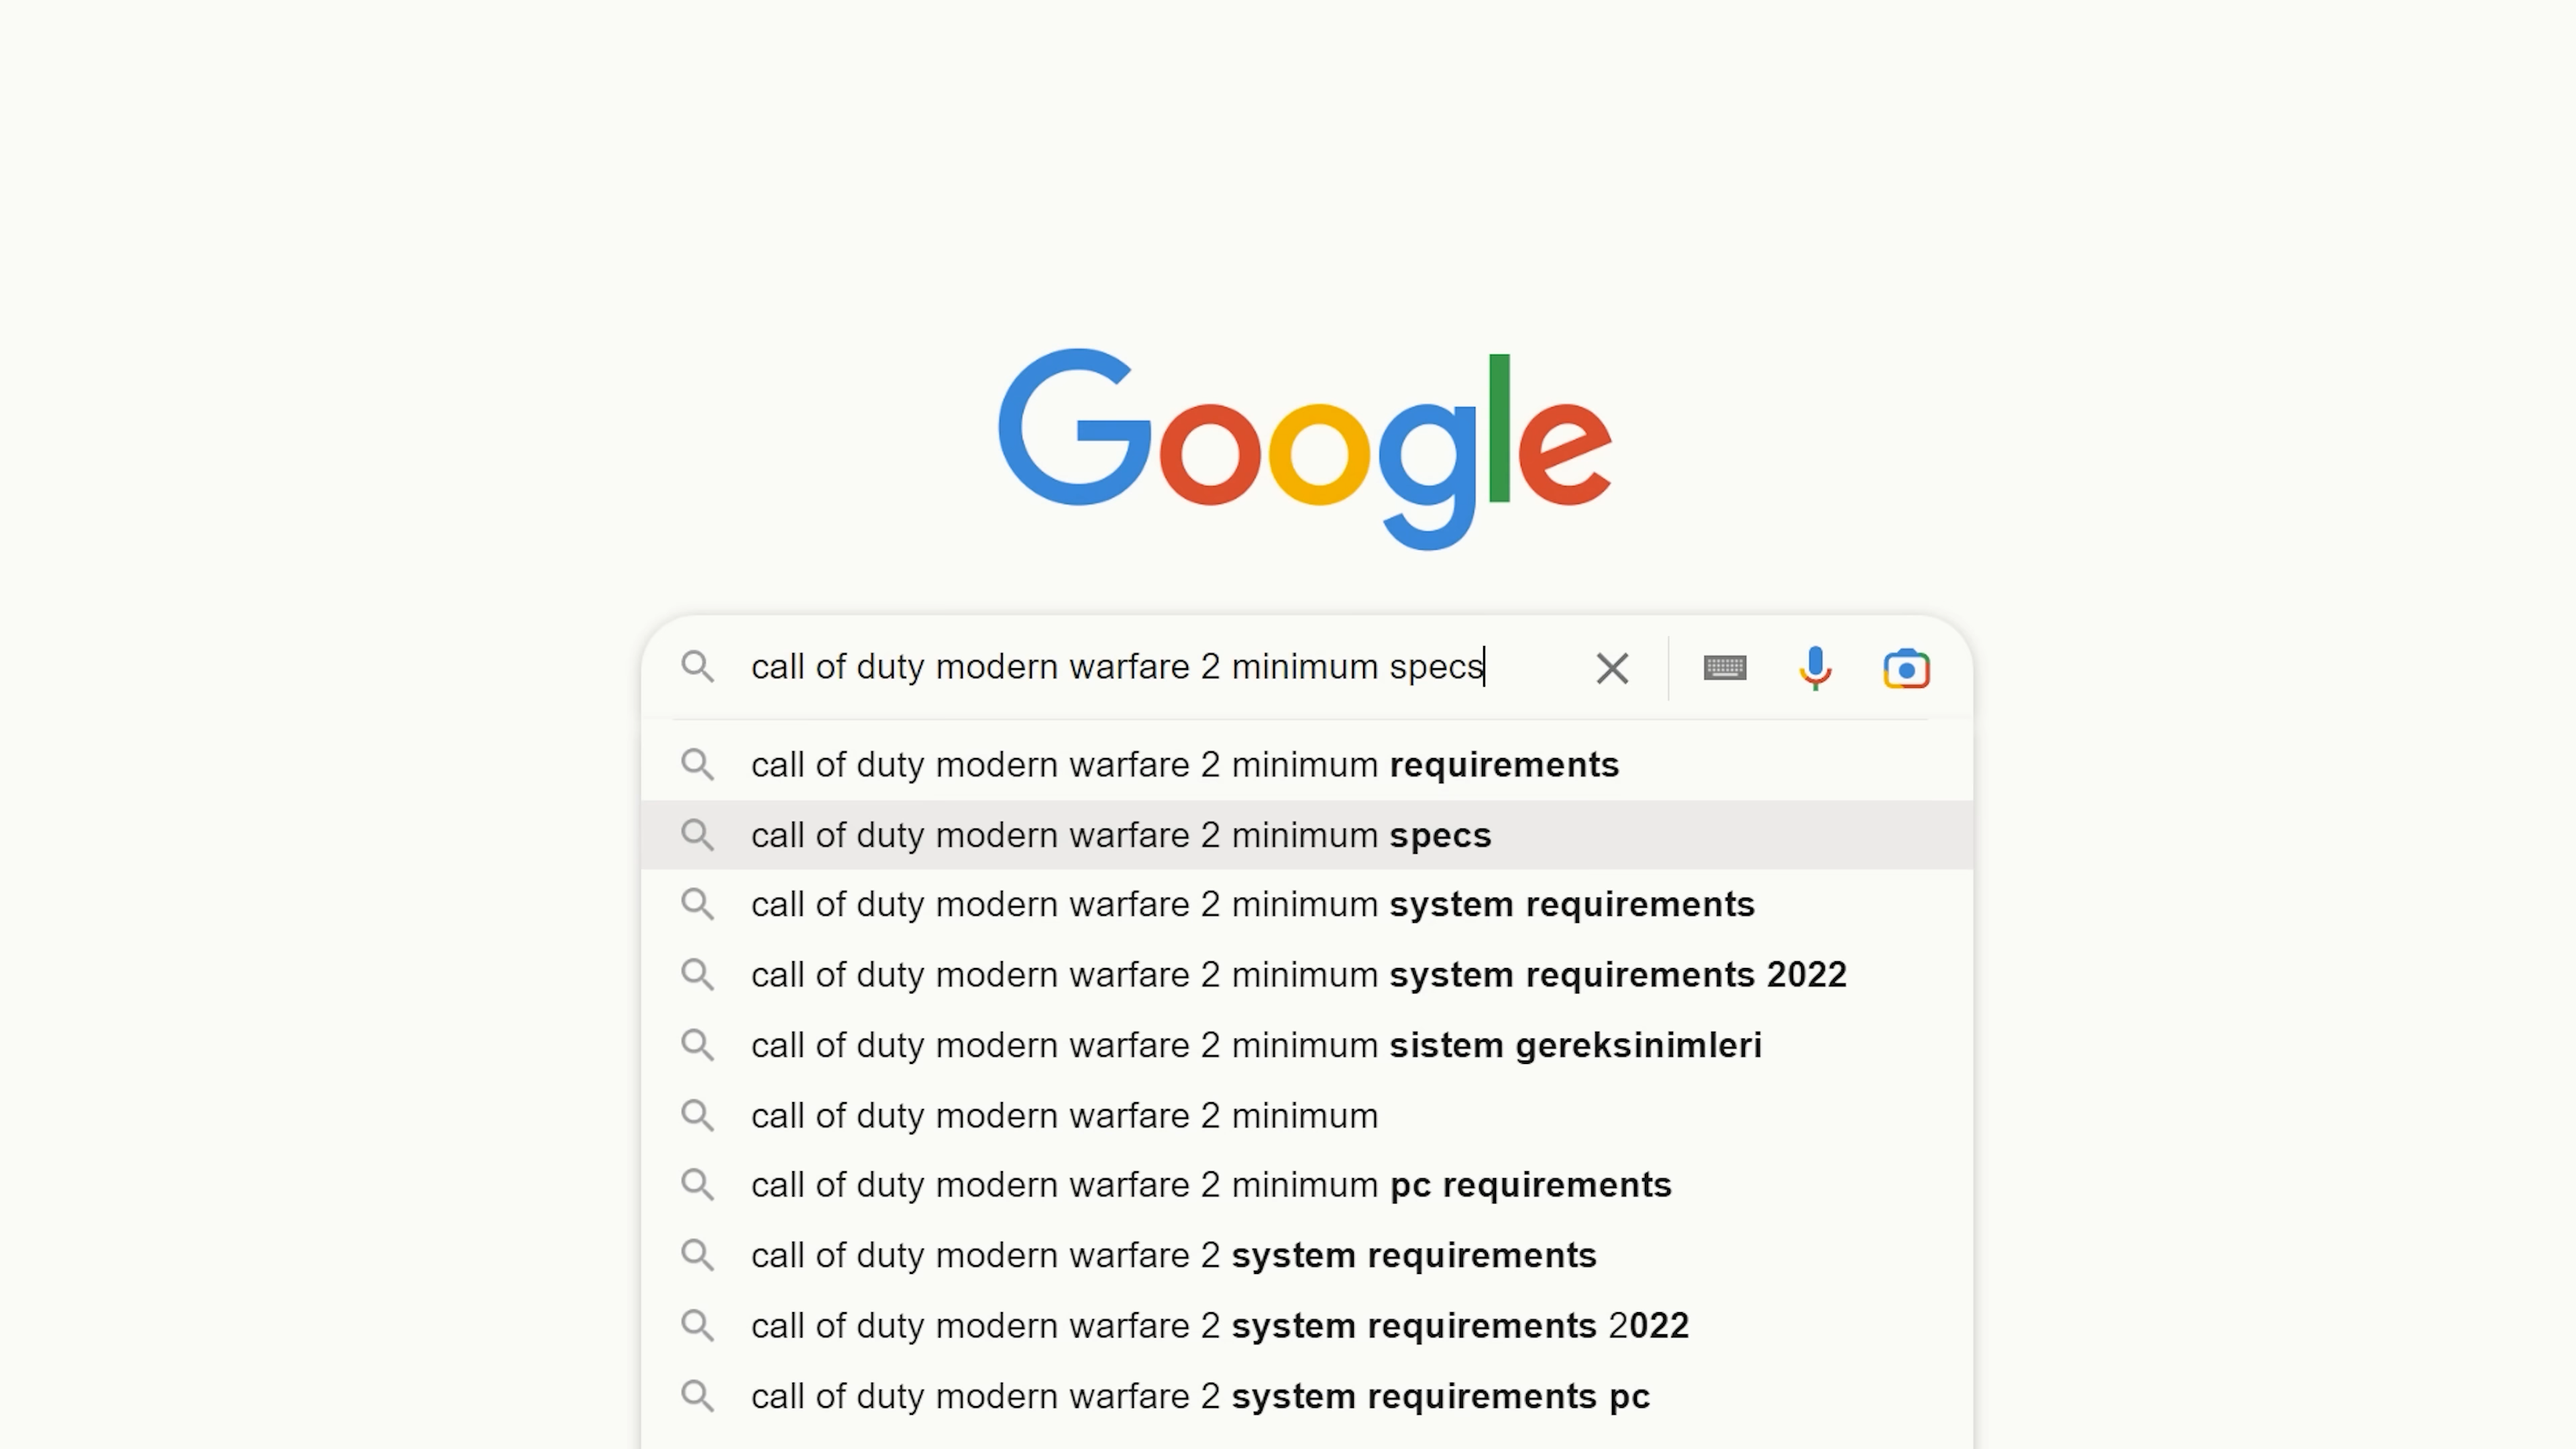 Google
call of duty modern warfare 2 minimum specs
call of duty modern warfare 2 minimum requirements
call of duty modern warfare 2 minimum specs
call of duty modern warfare 2 minimum system requirements
call of duty modern warfare 2 minimum system requirements 2022
call of duty modern warfare 2 minimum sistem gereksinimleri
call of duty modern warfare 2 minimum
call of duty modern warfare 2 minimum pc requirements
call of duty modern warfare 2 system requirements
call of duty modern warfare 2 system requirements 2022
call of duty modern warfare 2 system requirements pc